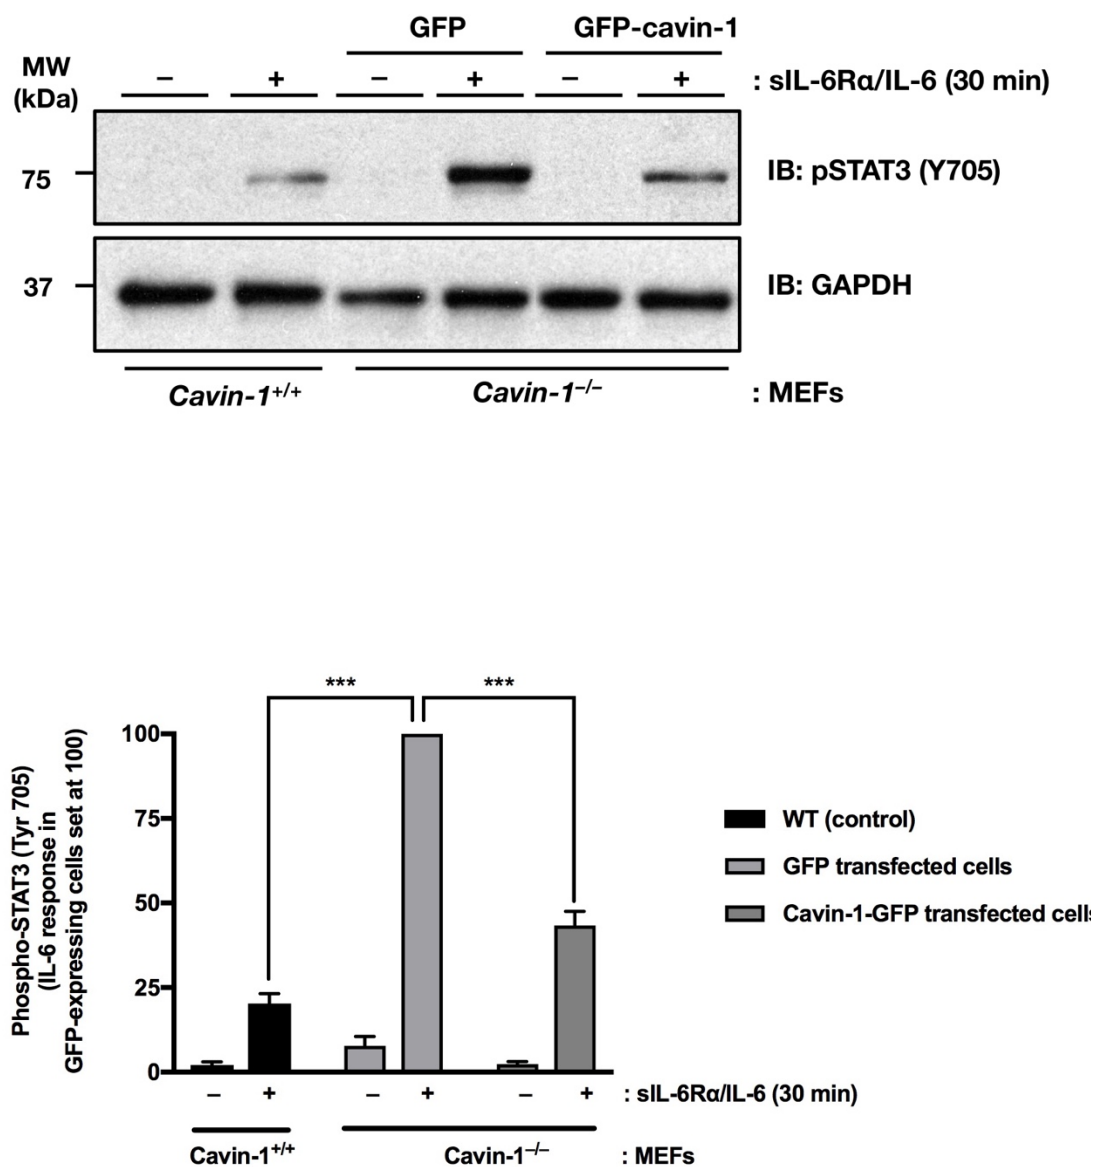 GFP GFP-cavin-1
MW
(kDa)
– + – + – + : sIL-6Rα/IL-6 (30 min)
75 IB: pSTAT3 (Y705)
37 IB: GAPDH
Cavin-1+/+ Cavin-1–/– : MEFs
*** ***
Phospho-STAT3 (Tyr 705)
(IL-6 response in
GFP-expressing cells set at 100)
100
75
50
25
0
WT (control)
GFP transfected cells
Cavin-1-GFP transfected cells
– + – + – + : sIL-6Rα/IL-6 (30 min)
Cavin-1+/+ Cavin-1–/– : MEFs